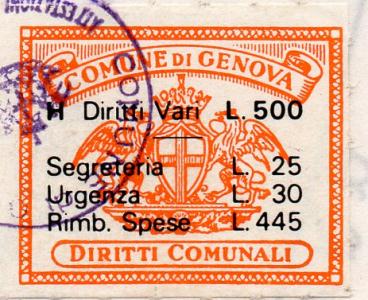 COMUNE DI GENOVA
H Diritti Vari L. 500
Segreteria L. 25
Urgenza L. 30
Rimb. Spese L. 445
DIRITTI COMUNALI